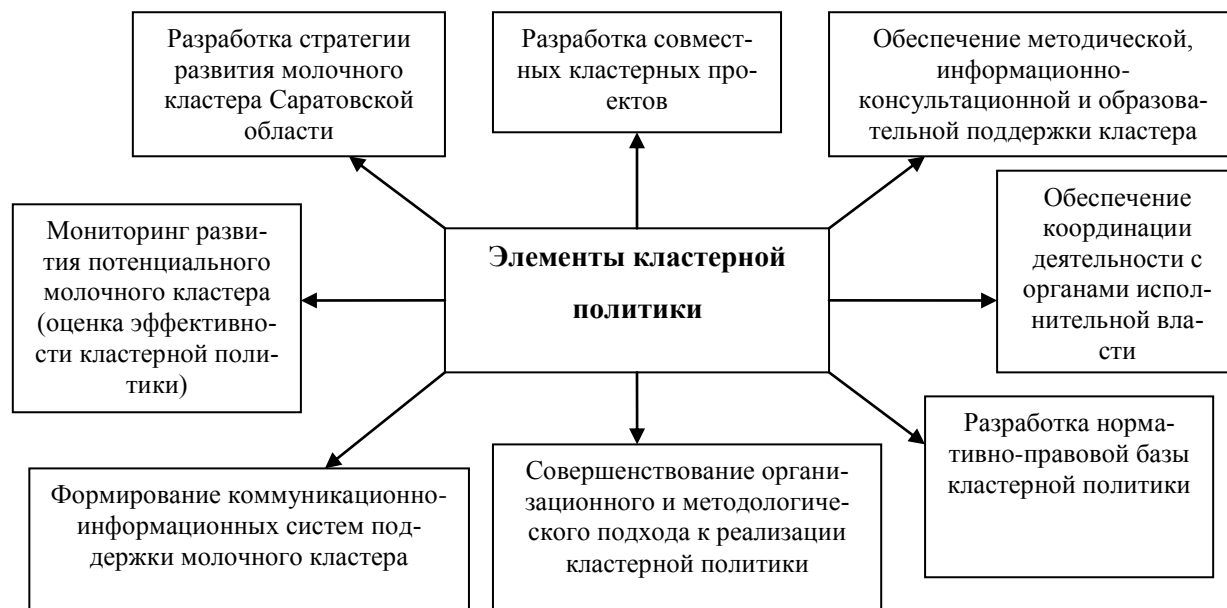 Разработка стратегии
развития молочного
кластера Саратовской
области
Разработка совмест-
ных кластерных про-
ектов
Обеспечение методической,
информационно-
консультационной и образова-
тельной поддержки кластера
Мониторинг разви-
тия потенциального
молочного кластера
(оценка эффективно-
сти кластерной поли-
тики)
Элементы кластерной
политики
Обеспечение
координации
деятельности с
органами испол-
нительной вла-
сти
Формирование коммуникационно-
информационных систем под-
держки молочного кластера
Совершенствование органи-
зационного и методологиче-
ского подхода к реализации
кластерной политики
Разработка норма-
тивно-правовой базы
кластерной политики